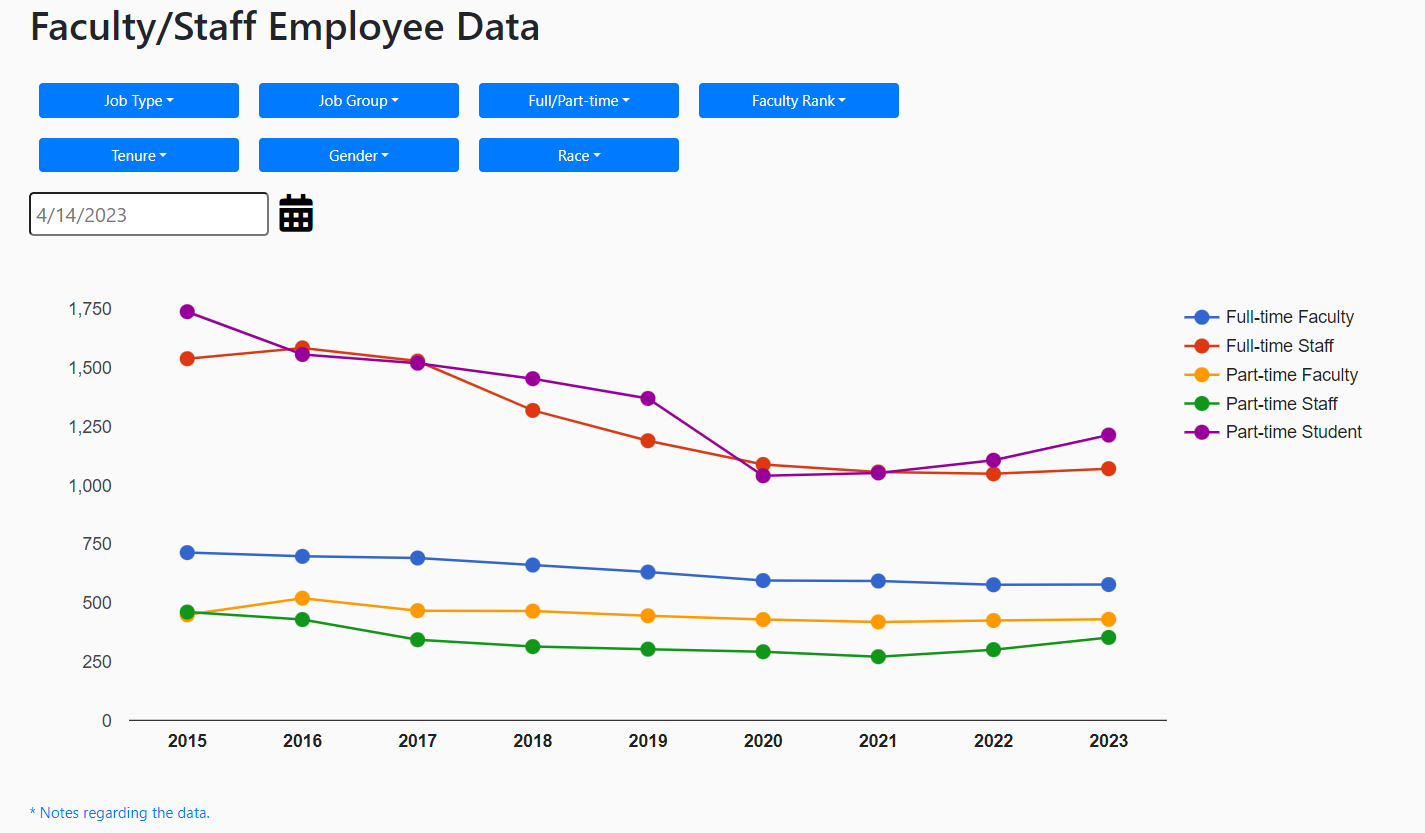 Faculty/Staff Employee Data
Job Type
Job Group
Full/Part-time
Faculty Rank
Tenure
Gender
Race
4/14/2023
1,750
1,500
1,250
1,000
750
500
250
0
2015 2016 2017 2018 2019 2020 2021 2022 2023
Full-time Faculty
Full-time Staff
Part-time Faculty
Part-time Staff
Part-time Student
* Notes regarding the data.